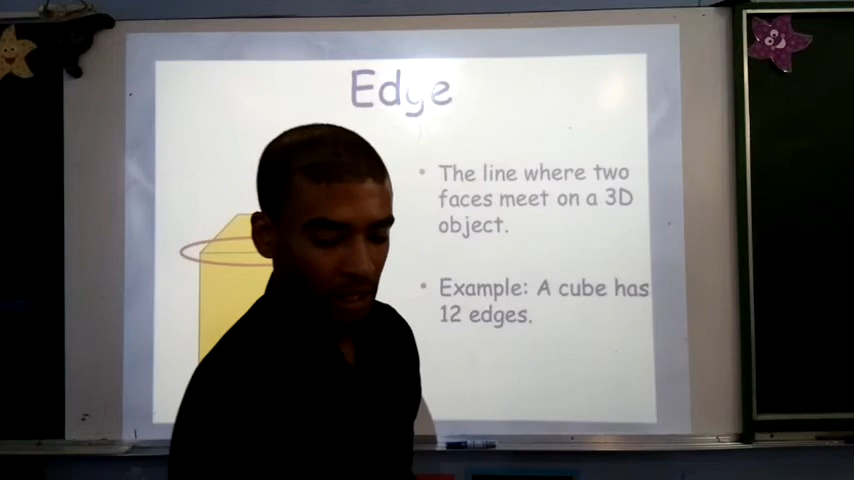 Edge
• The line where two
faces meet on a 3D
object.
• Example: A cube has
12 edges.